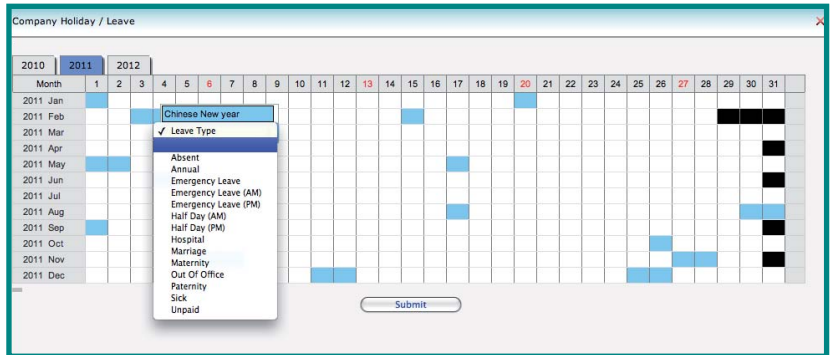 Company Holiday / Leave
2010 2011 2012
Month 1 2 3 4 5 6 7 8 9 10 11 12 13 14 15 16 17 18 19 20 21 22 23 24 25 26 27 28 29 30 31
2011 Jan
2011 Feb
Chinese New year
2011 Mar
✓ Leave Type
2011 Apr
Absent
2011 May
Annual
2011 Jun
Emergency Leave
2011 Jul
Emergency Leave (AM)
Emergency Leave (PM)
2011 Aug
Half Day (AM)
2011 Sep
Half Day (PM)
2011 Oct
Hospital
Marriage
2011 Nov
Maternity
2011 Dec
Out Of Office
Paternity
Sick
Unpaid
Submit